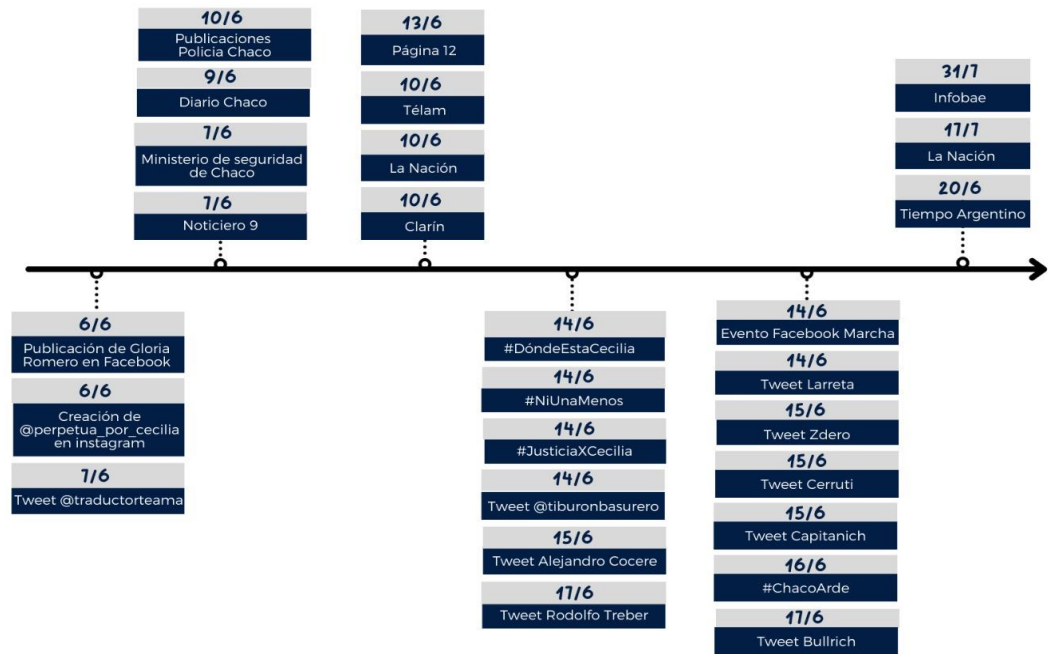 10/6
Publicaciones
Policia Chaco
9/6
Diario Chaco
7/6
Ministerio de seguridad
de Chaco
7/6
Noticiero 9
13/6
Página 12
10/6
Télam
10/6
La Nación
10/6
Clarín
31/7
Infobae
17/7
La Nación
20/6
Tiempo Argentino
6/6
Publicación de Gloria
Romero en Facebook
6/6
Creación de
@perpetua_por_cecilia
en instagram
7/6
Tweet @traductorteama
14/6
#DóndeEstaCecilia
14/6
#NiUnaMenos
14/6
#JusticiaXCecilia
14/6
Tweet @tiburonbasurero
15/6
Tweet Alejandro Cocere
17/6
Tweet Rodolfo Treber
14/6
Evento Facebook Marcha
14/6
Tweet Larreta
15/6
Tweet Zdero
15/6
Tweet Cerruti
15/6
Tweet Capitanich
16/6
#ChacoArde
17/6
Tweet Bullrich